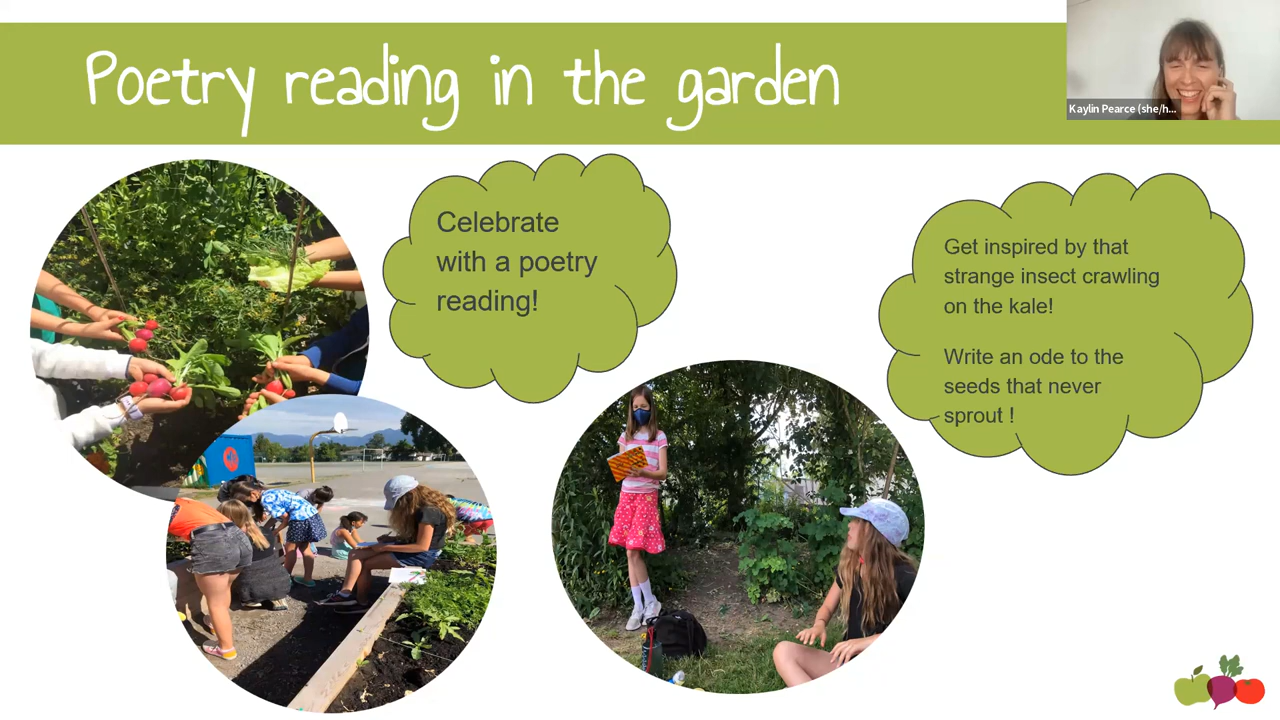 Poetry reading in the garden
Kaylin Pearce (she/h...
Celebrate
with a poetry
reading!
Get inspired by that
strange insect crawling
on the kale!
Write an ode to the
seeds that never
sprout !